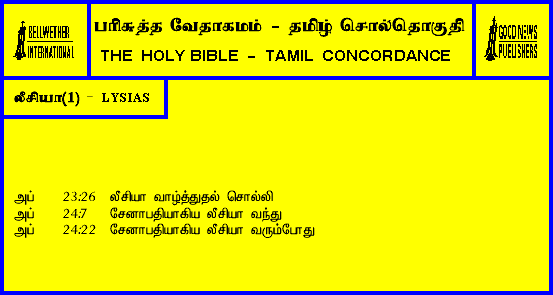 BELLWETHER
INTERNATIONAL
பரிசுத்த வேதாகமம் - தமிழ் சொல்தொகுதி
THE HOLY BIBLE - TAMIL CONCORDANCE
GOOD NEWS
PUBLISHERS
லீசியா(1) - LYSIAS
அப் 23:26 லீசியா வாழ்த்துதல் சொல்லி
அப் 24:7 சேனாபதியாகிய லீசியா வந்து
அப் 24:22 சேனாபதியாகிய லீசியா வரும்போது